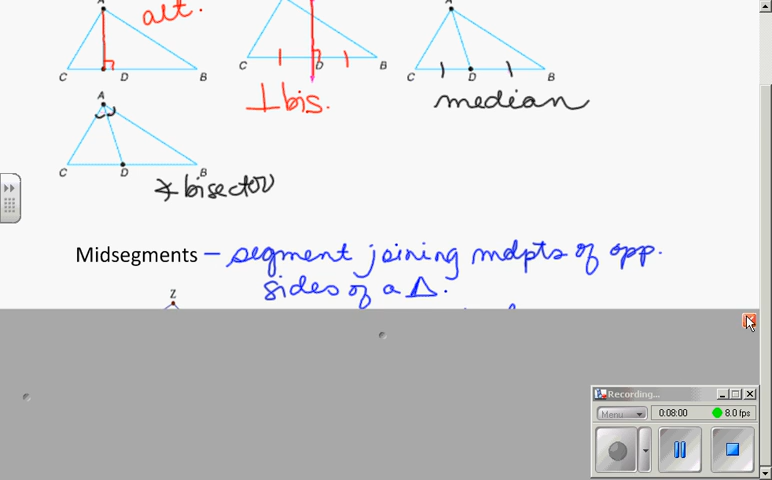 A
alt.
C D B
C D B
A
C D B
⊥ bis.
median
A
C D B
∡ bisector
Midsegments – segment joining mdpts of opp.
sides of a Δ.
Z
Recording...
Menu 0:08:00 8.0 fps